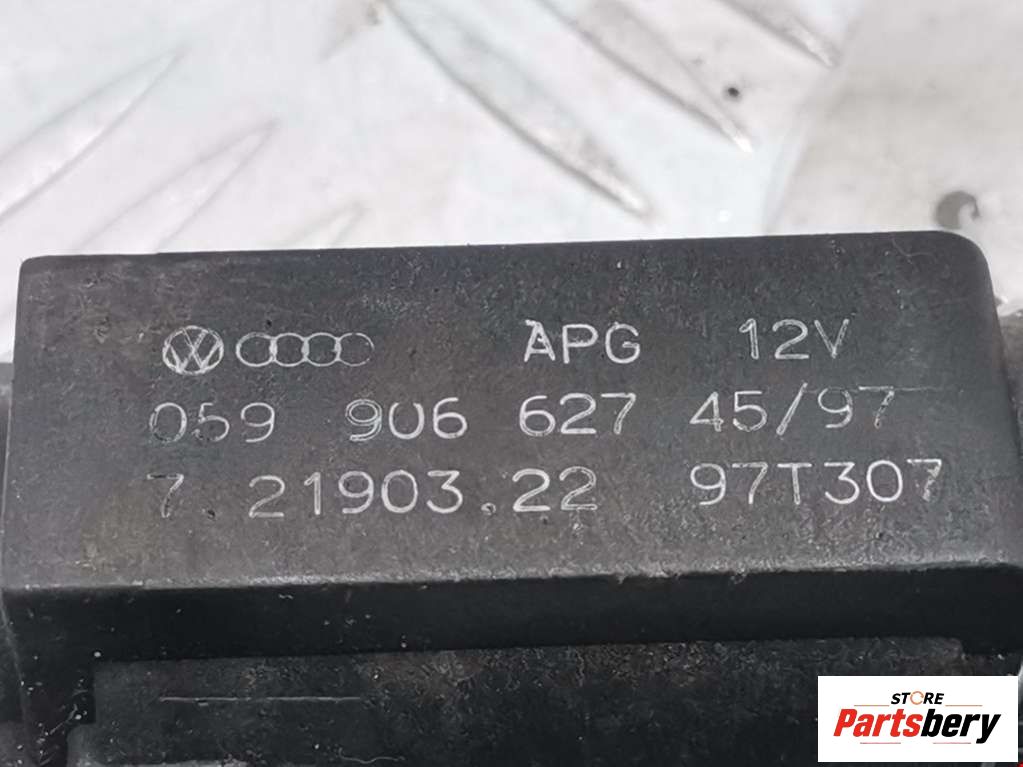 APG 12V
059 906 627 45/97
7.21903.22 97T307
STORE
Partsbery